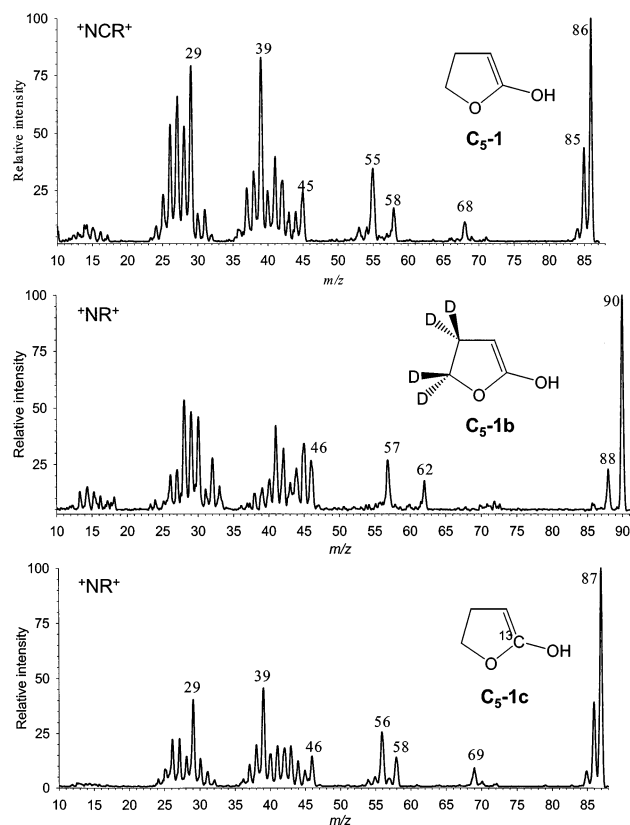 ⁺NCR⁺
100
75
50
25
Relative intensity
29
39
45
55
58
68
85
86
O
OH
C₅-1
10 15 20 25 30 35 40 45 50 55 60 65 70 75 80 85
m/z
⁺NR⁺
100
75
50
25
Relative intensity
46
57
62
88
90
D
D
D
D
O
OH
C₅-1b
10 15 20 25 30 35 40 45 50 55 60 65 70 75 80 85 90
m/z
⁺NR⁺
100
75
50
25
0
Relative intensity
29
39
46
56
58
69
87
13C
O
OH
C₅-1c
10 15 20 25 30 35 40 45 50 55 60 65 70 75 80 85
m/z